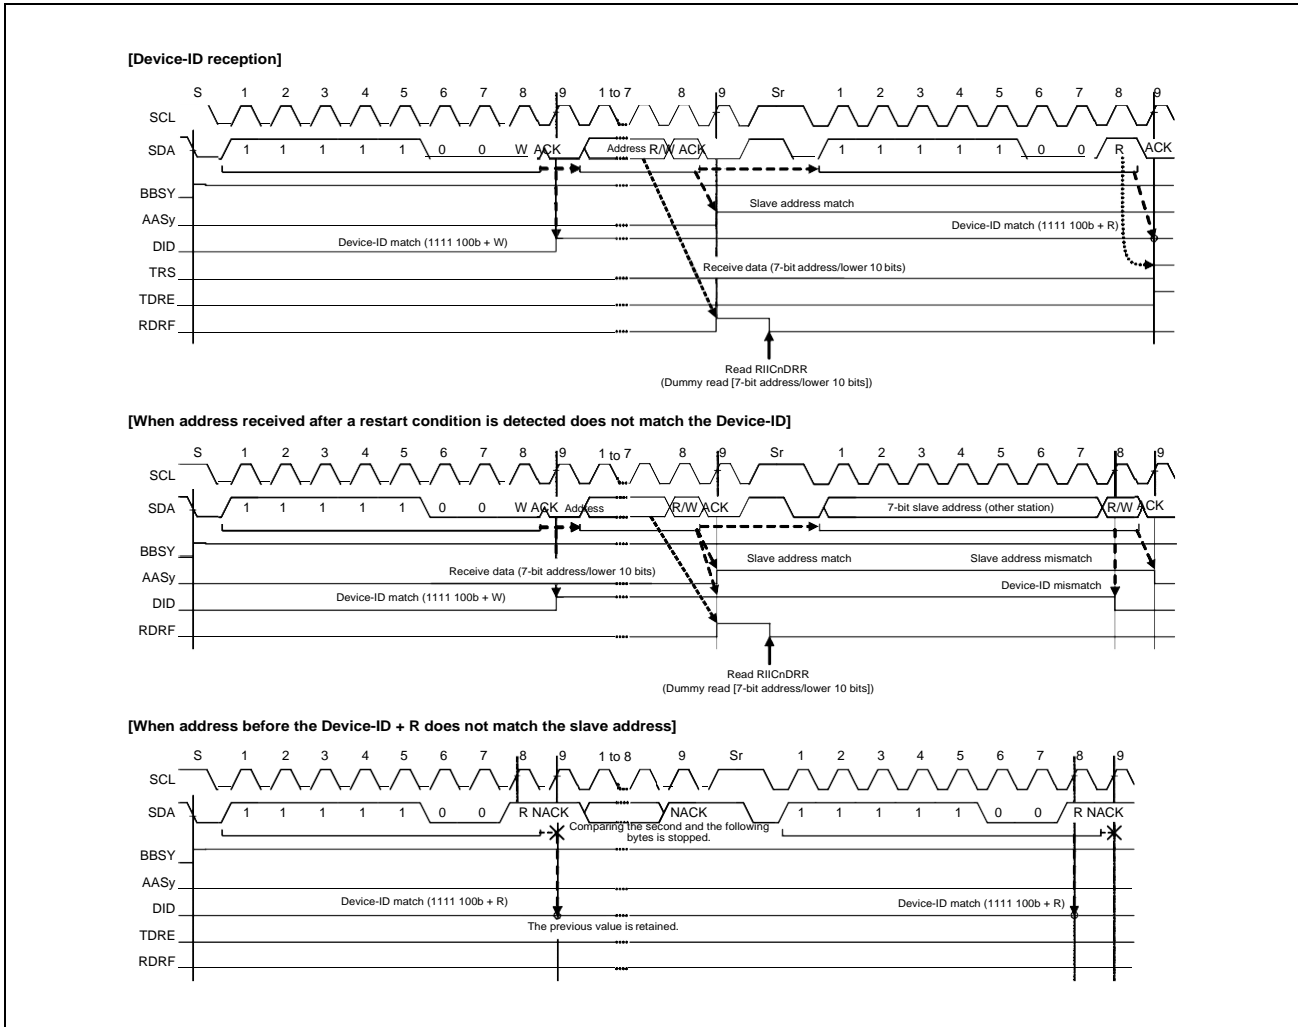 [Device-ID reception]
S 1 2 3 4 5 6 7 8 9 1 to 7 8 9 Sr 1 2 3 4 5 6 7 8 9
SCL
SDA 1 1 1 1 1 0 0 W ACK Address R/W ACK 1 1 1 1 1 0 0 R ACK
BBSY
Slave address match
AASy
Device-ID match (1111 100b + W) Device-ID match (1111 100b + R)
DID
TRS Receive data (7-bit address/lower 10 bits)
TDRE
RDRF
Read RIICnDRR
(Dummy read [7-bit address/lower 10 bits])
[When address received after a restart condition is detected does not match the Device-ID]
S 1 2 3 4 5 6 7 8 9 1 to 7 8 9 Sr 1 2 3 4 5 6 7 8 9
SCL
SDA 1 1 1 1 1 0 0 W ACK Address R/W ACK 7-bit slave address (other station) R/W ACK
BBSY
Slave address match Slave address mismatch
AASy Receive data (7-bit address/lower 10 bits)
Device-ID mismatch
DID Device-ID match (1111 100b + W)
RDRF
Read RIICnDRR
(Dummy read [7-bit address/lower 10 bits])
[When address before the Device-ID + R does not match the slave address]
S 1 2 3 4 5 6 7 8 9 1 to 8 9 Sr 1 2 3 4 5 6 7 8 9
SCL
SDA 1 1 1 1 1 0 0 R NACK NACK 1 1 1 1 1 0 0 R NACK
Comparing the second and the following
bytes is stopped.
BBSY
AASy
Device-ID match (1111 100b + R) Device-ID match (1111 100b + R)
DID
The previous value is retained.
TDRE
RDRF